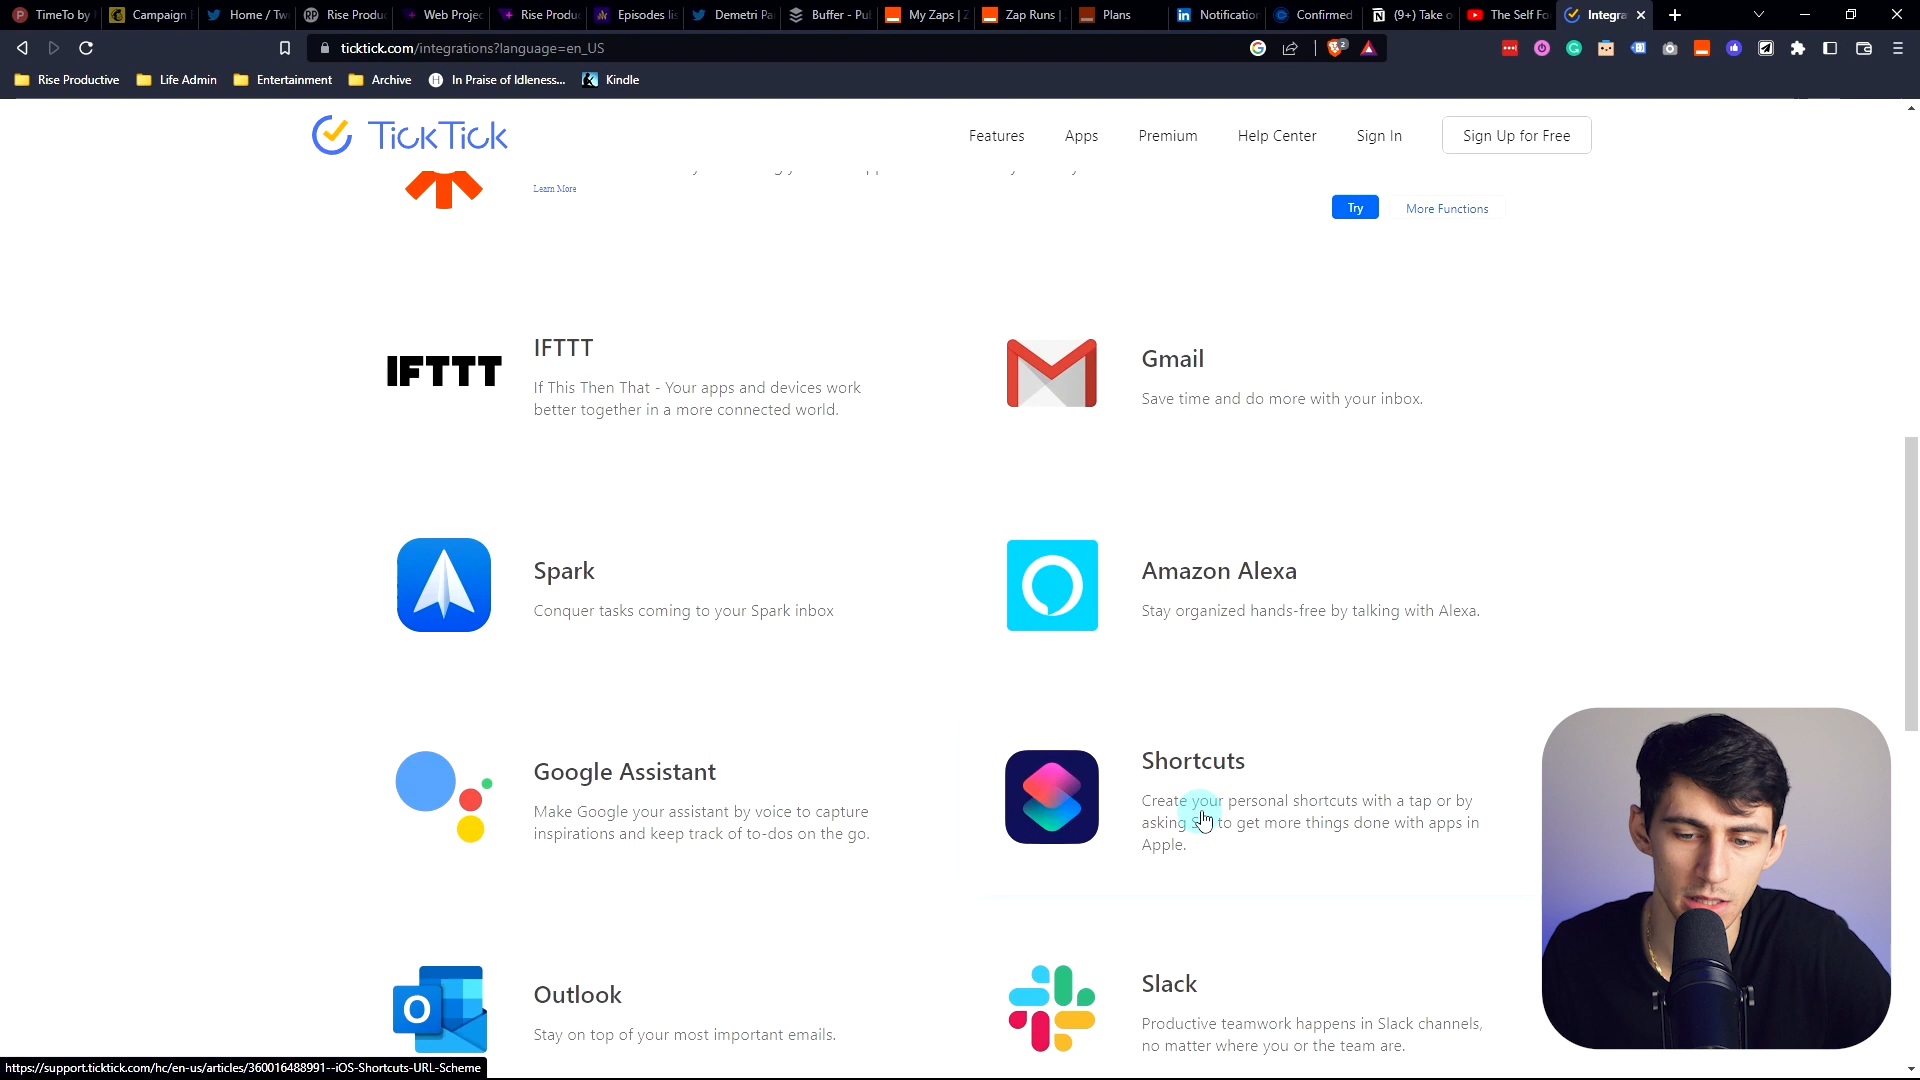 TimeTo by
Campaign
Home / Tw
Rise Produ
Web Projec
Rise Produ
Episodes lis
Demetri Pa
Buffer - Pu
My Zaps | Z
Zap Runs |
Plans
Notification
Confirmed
(9+) Take o
The Self Fo
Integra
ticktick.com/integrations?language=en_US
Rise Productive
Life Admin
Entertainment
Archive
In Praise of Idleness...
Kindle
TickTick
Features
Apps
Premium
Help Center
Sign In
Sign Up for Free
Learn More
Try
More Functions
IFTTT
IFTTT
If This Then That - Your apps and devices work
better together in a more connected world.
Gmail
Save time and do more with your inbox.
Spark
Conquer tasks coming to your Spark inbox
Amazon Alexa
Stay organized hands-free by talking with Alexa.
Google Assistant
Make Google your assistant by voice to capture
inspirations and keep track of to-dos on the go.
Shortcuts
Create your personal shortcuts with a tap or by
asking to get more things done with apps in
Apple.
Outlook
Stay on top of your most important emails.
Slack
Productive teamwork happens in Slack channels,
no matter where you or the team are.
https://support.ticktick.com/hc/en-us/articles/360016488991--iOS-Shortcuts-URL-Scheme